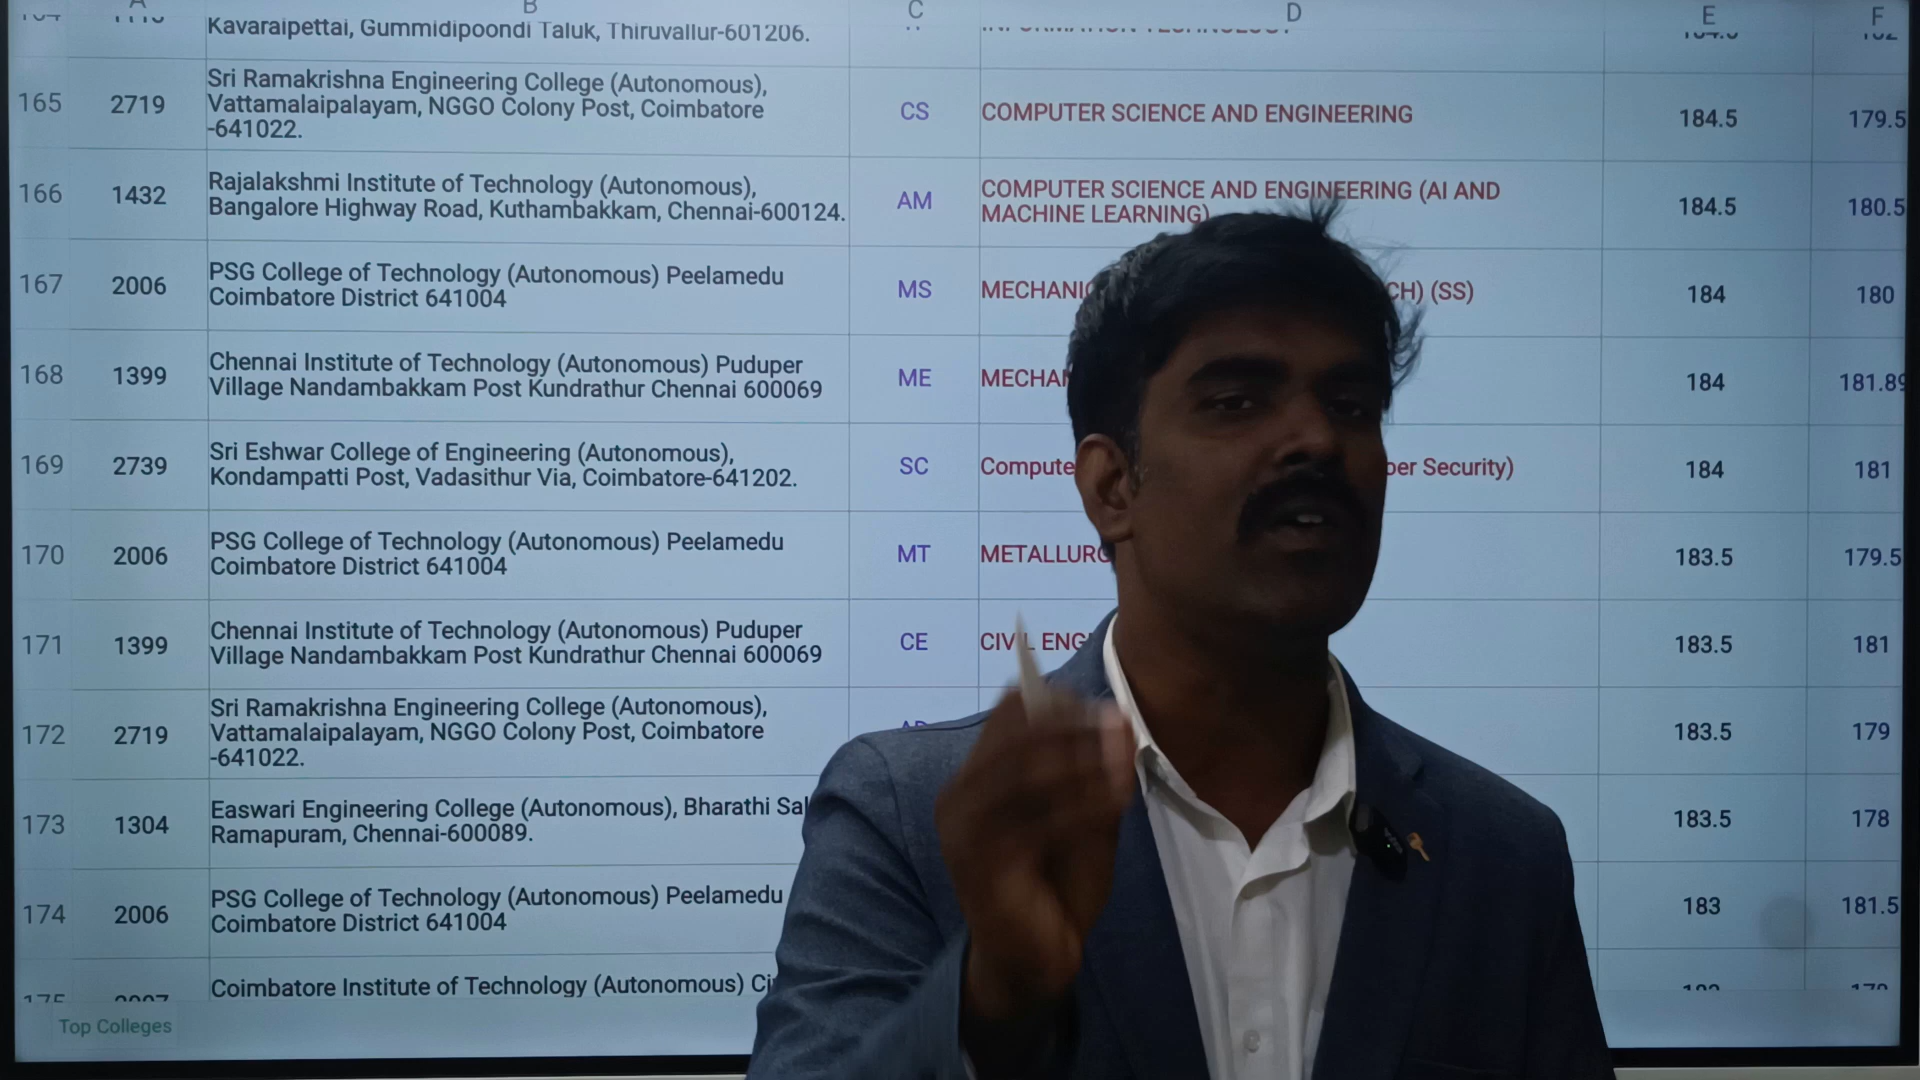 B
C
D
E
F
Kavaraipettai, Gummidipoondi Taluk, Thiruvallur-601206.
165
2719
Sri Ramakrishna Engineering College (Autonomous),
Vattamalaipalayam, NGGO Colony Post, Coimbatore
-641022.
CS
COMPUTER SCIENCE AND ENGINEERING
184.5
179.5
166
1432
Rajalakshmi Institute of Technology (Autonomous),
Bangalore Highway Road, Kuthambakkam, Chennai-600124.
AM
COMPUTER SCIENCE AND ENGINEERING (AI AND
MACHINE LEARNING)
184.5
180.5
167
2006
PSG College of Technology (Autonomous) Peelamedu
Coimbatore District 641004
MS
(SS)
184
180
168
1399
Chennai Institute of Technology (Autonomous) Puduper
Village Nandambakkam Post Kundrathur Chennai 600069
ME
184
181.89
169
2739
Sri Eshwar College of Engineering (Autonomous),
Kondampatti Post, Vadasithur Via, Coimbatore-641202.
SC
Security)
184
181
170
2006
PSG College of Technology (Autonomous) Peelamedu
Coimbatore District 641004
MT
183.5
179.5
171
1399
Chennai Institute of Technology (Autonomous) Puduper
Village Nandambakkam Post Kundrathur Chennai 600069
CE
CIVIL
183.5
181
172
2719
Sri Ramakrishna Engineering College (Autonomous),
Vattamalaipalayam, NGGO Colony Post, Coimbatore
-641022.
183.5
179
173
1304
Easwari Engineering College (Autonomous), Bharathi
Ramapuram, Chennai-600089.
183.5
178
174
2006
PSG College of Technology (Autonomous) Peelamedu
Coimbatore District 641004
183
181.5
Coimbatore Institute of Technology (Autonomous)
Top Colleges